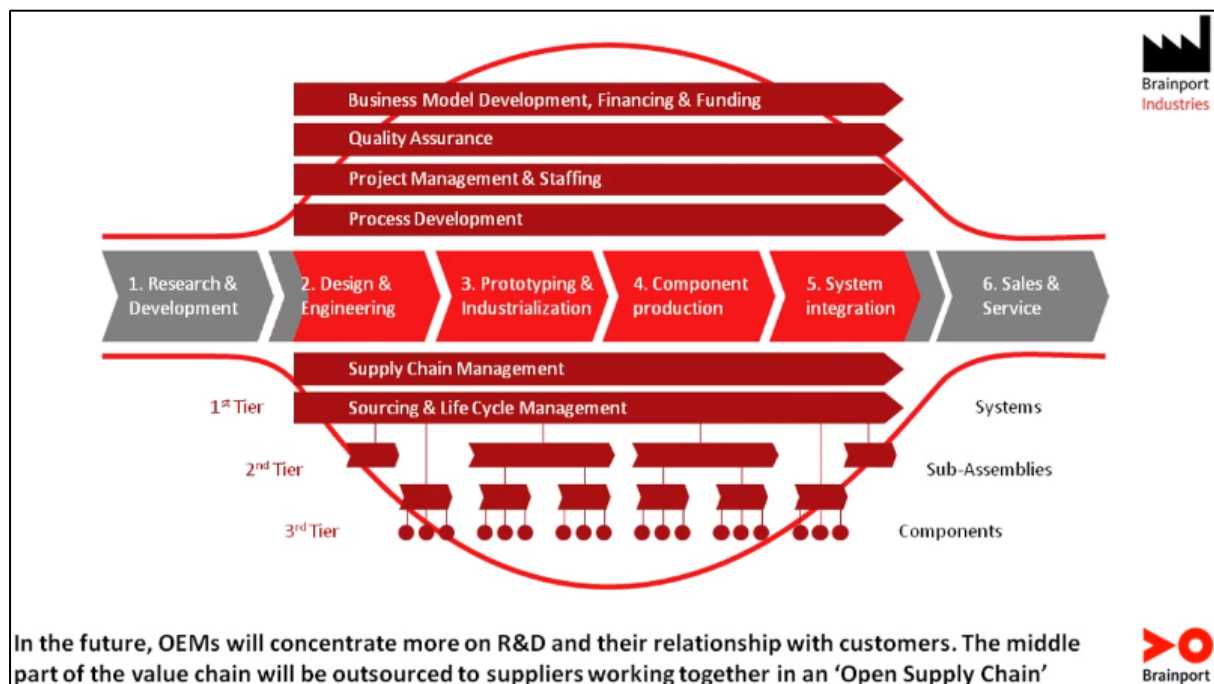 Brainport
Industries
Business Model Development, Financing & Funding
Quality Assurance
Project Management & Staffing
Process Development
1. Research &
Development
2. Design &
Engineering
3. Prototyping &
Industrialization
4. Component
production
5. System
integration
6. Sales &
Service
Supply Chain Management
1st Tier
Sourcing & Life Cycle Management
Systems
2nd Tier
Sub-Assemblies
3rd Tier
Components
In the future, OEMs will concentrate more on R&D and their relationship with customers. The middle
part of the value chain will be outsourced to suppliers working together in an ‘Open Supply Chain’
Brainport